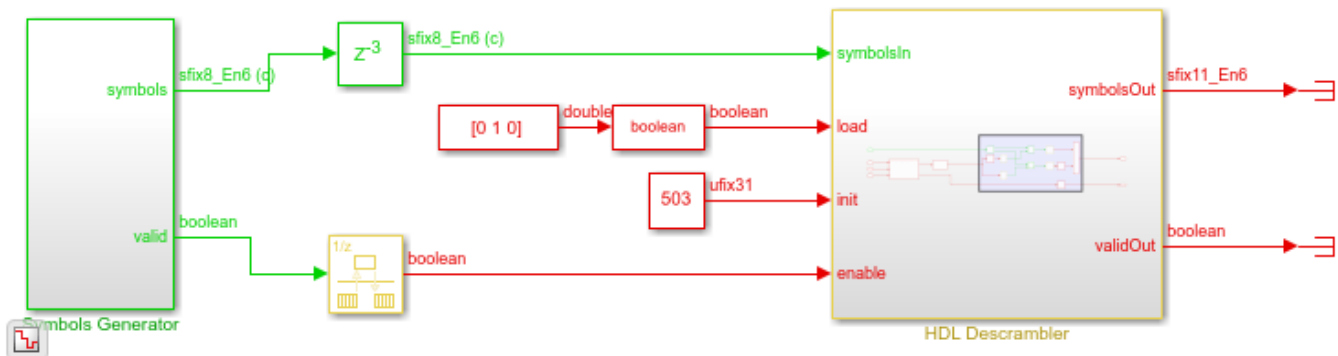 symbols
sfix8_En6 (c)
z-3
sfix8_En6 (c)
symbolsIn
[0 1 0]
double
boolean
boolean
load
503
ufix31
init
valid
boolean
1/z
boolean
enable
symbolsOut
sfix11_En6
validOut
boolean
Symbols Generator
HDL Descrambler